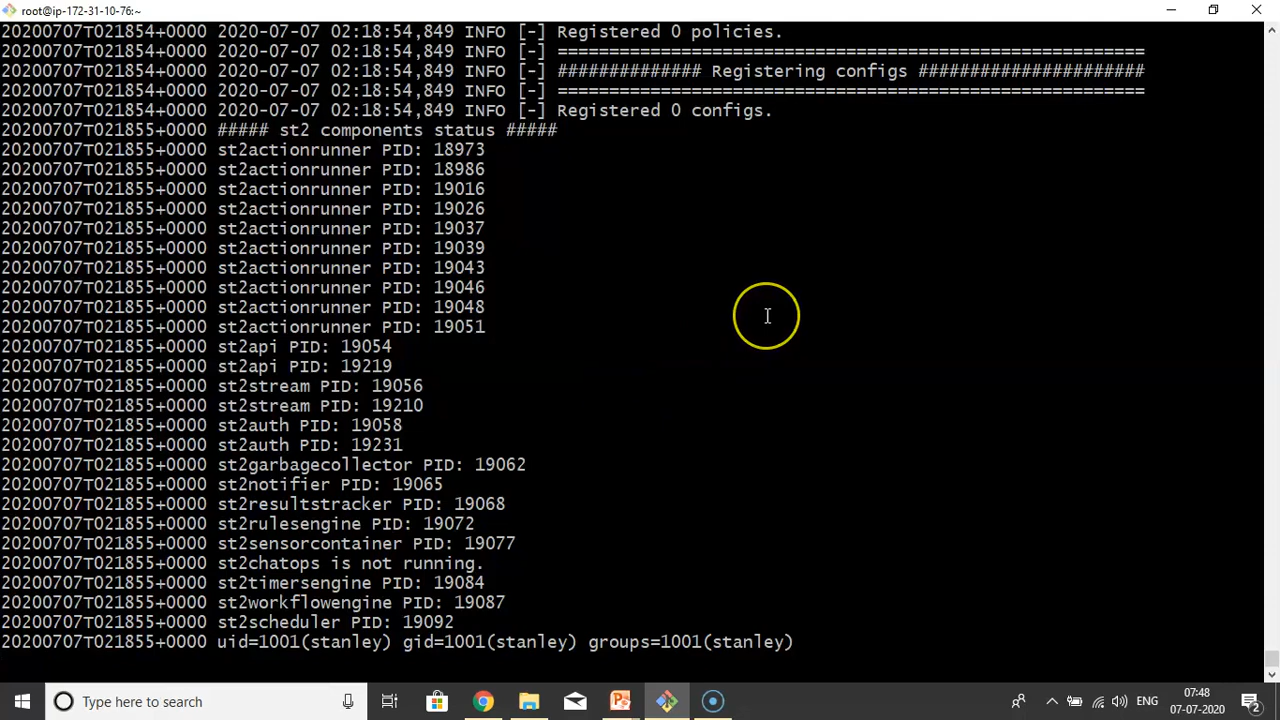 root@ip-172-31-10-76:~
20200707T021854+0000 2020-07-07 02:18:54,849 INFO [-] Registered 0 policies.
20200707T021854+0000 2020-07-07 02:18:54,849 INFO [-] =========================================================
20200707T021854+0000 2020-07-07 02:18:54,849 INFO [-] ############## Registering configs ######################
20200707T021854+0000 2020-07-07 02:18:54,849 INFO [-] =========================================================
20200707T021854+0000 2020-07-07 02:18:54,849 INFO [-] Registered 0 configs.
20200707T021855+0000 ##### st2 components status #####
20200707T021855+0000 st2actionrunner PID: 18973
20200707T021855+0000 st2actionrunner PID: 18986
20200707T021855+0000 st2actionrunner PID: 19016
20200707T021855+0000 st2actionrunner PID: 19026
20200707T021855+0000 st2actionrunner PID: 19037
20200707T021855+0000 st2actionrunner PID: 19039
20200707T021855+0000 st2actionrunner PID: 19043
20200707T021855+0000 st2actionrunner PID: 19046
20200707T021855+0000 st2actionrunner PID: 19048
20200707T021855+0000 st2actionrunner PID: 19051
20200707T021855+0000 st2api PID: 19054
20200707T021855+0000 st2api PID: 19219
20200707T021855+0000 st2stream PID: 19056
20200707T021855+0000 st2stream PID: 19210
20200707T021855+0000 st2auth PID: 19058
20200707T021855+0000 st2auth PID: 19231
20200707T021855+0000 st2garbagecollector PID: 19062
20200707T021855+0000 st2notifier PID: 19065
20200707T021855+0000 st2resultstracker PID: 19068
20200707T021855+0000 st2rulesengine PID: 19072
20200707T021855+0000 st2sensorcontainer PID: 19077
20200707T021855+0000 st2chatops is not running.
20200707T021855+0000 st2timersengine PID: 19084
20200707T021855+0000 st2workflowengine PID: 19087
20200707T021855+0000 st2scheduler PID: 19092
20200707T021855+0000 uid=1001(stanley) gid=1001(stanley) groups=1001(stanley)
Type here to search
ENG
07:48
07-07-2020
2